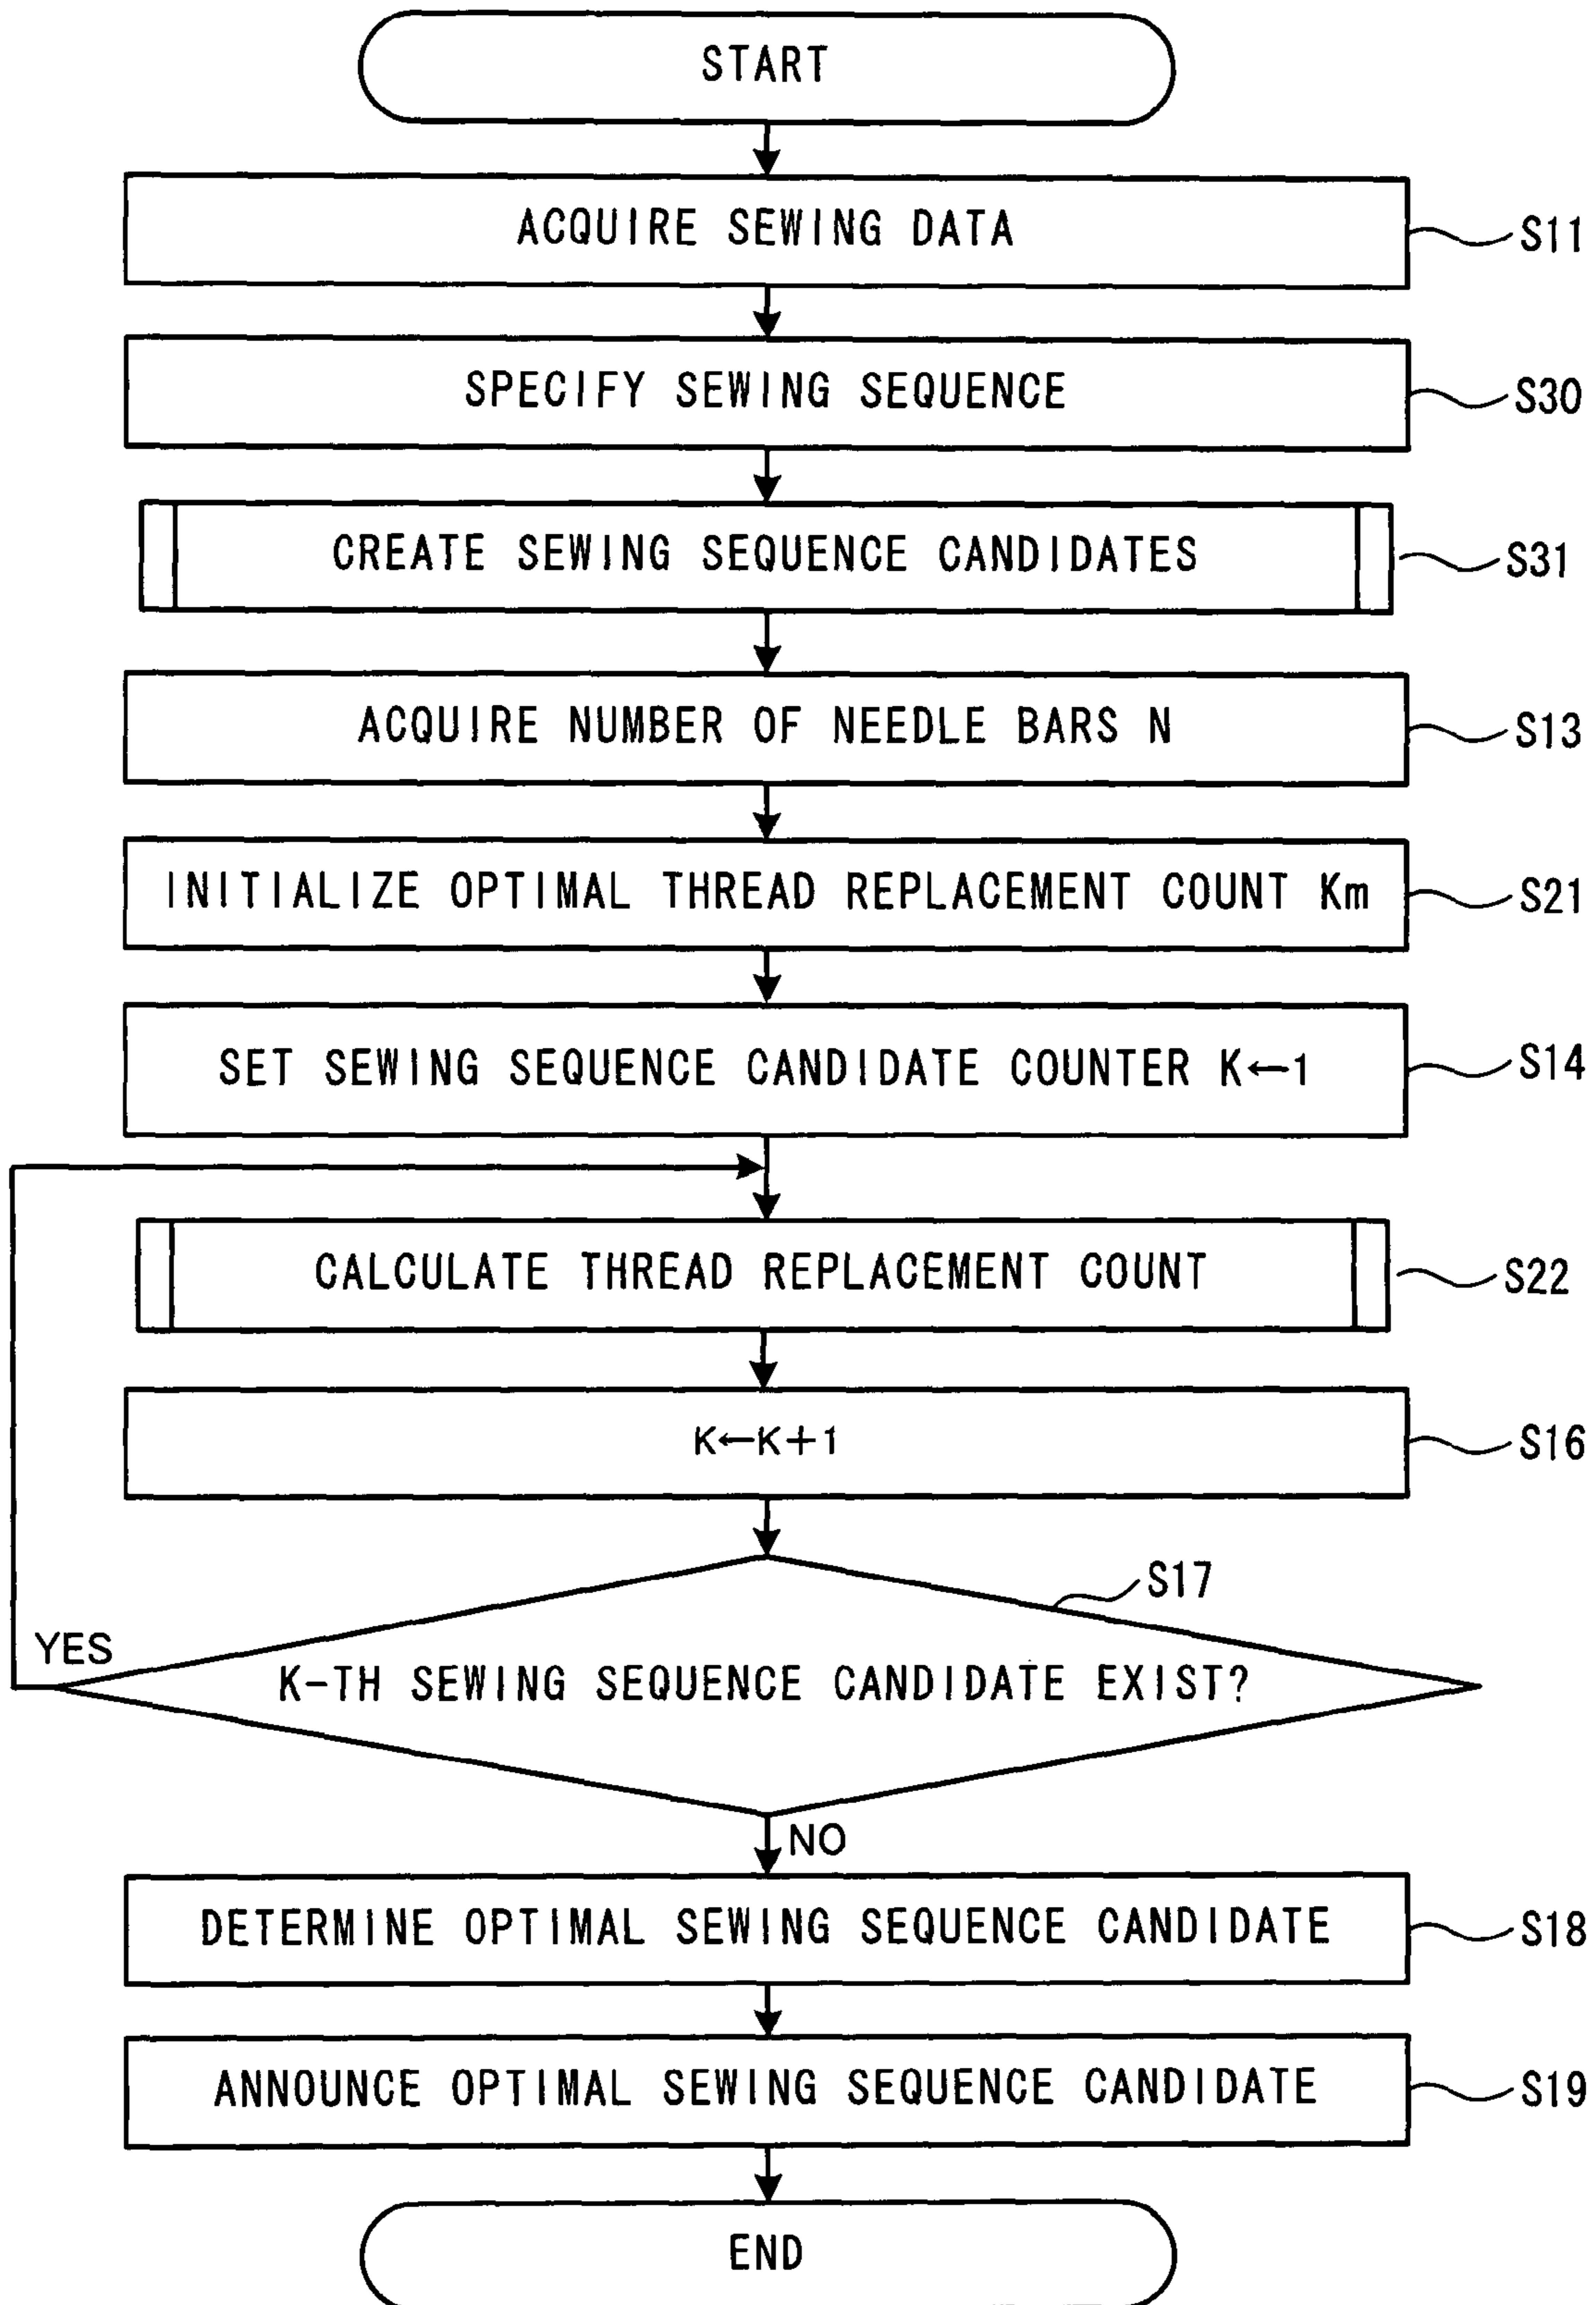 START
ACQUIRE SEWING DATA
S11
SPECIFY SEWING SEQUENCE
S30
CREATE SEWING SEQUENCE CANDIDATES
S31
ACQUIRE NUMBER OF NEEDLE BARS N
S13
INITIALIZE OPTIMAL THREAD REPLACEMENT COUNT Km
S21
SET SEWING SEQUENCE CANDIDATE COUNTER K←1
S14
CALCULATE THREAD REPLACEMENT COUNT
S22
K←K+1
S16
S17
YES
K-TH SEWING SEQUENCE CANDIDATE EXIST?
NO
DETERMINE OPTIMAL SEWING SEQUENCE CANDIDATE
S18
ANNOUNCE OPTIMAL SEWING SEQUENCE CANDIDATE
S19
END